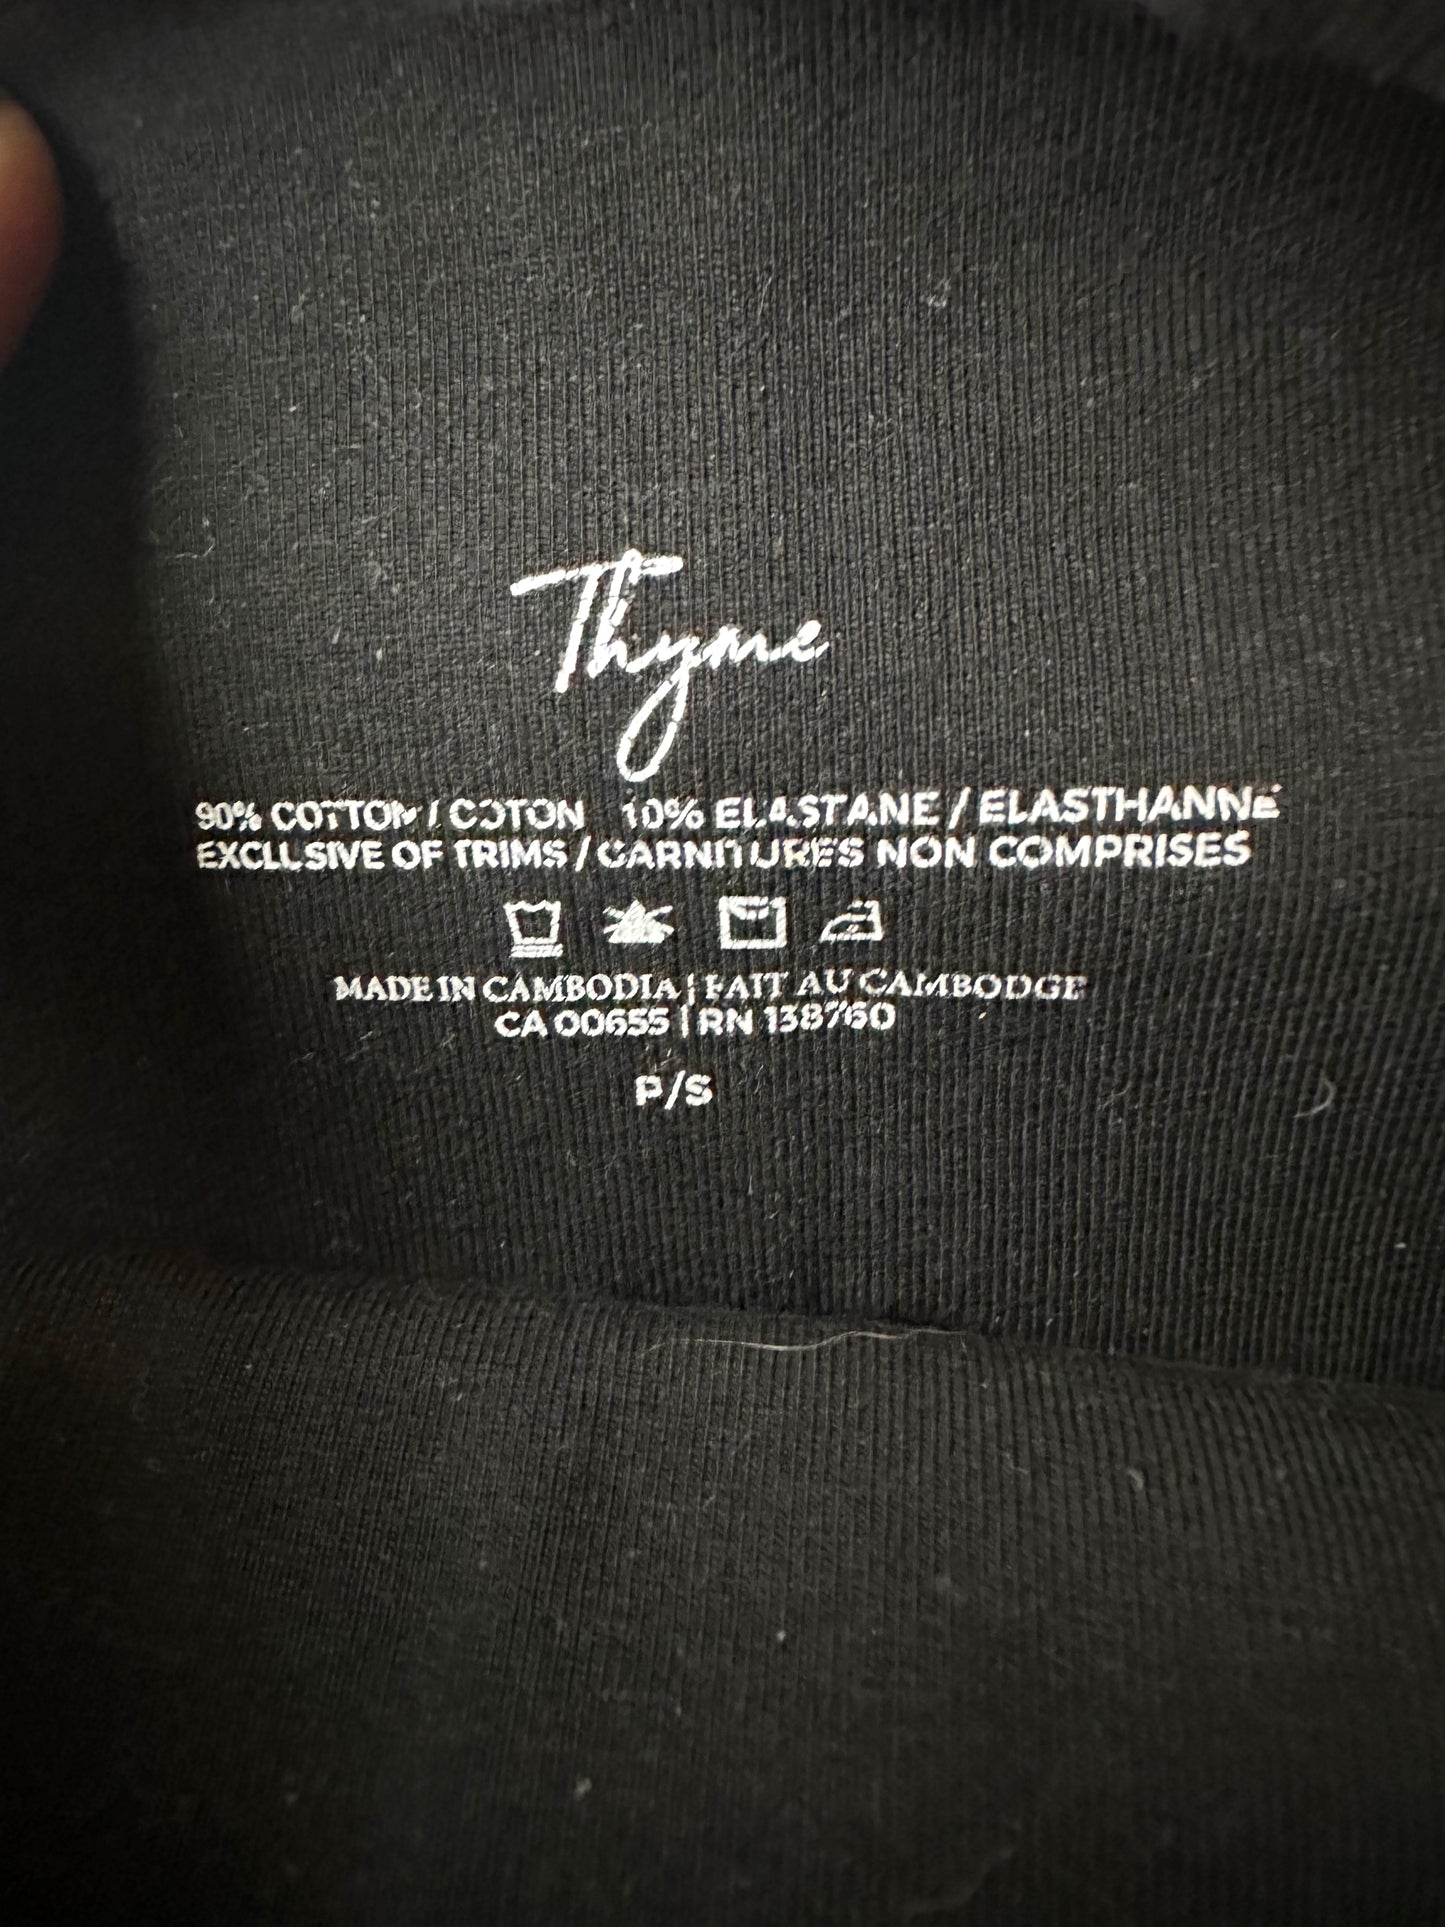 Thyme
90% COTTON / COTON 10% ELASTANE / ELASTHANNE
EXCLUSIVE OF TRIMS / GARNITURES NON COMPRISES
MADE IN CAMBODIA | FAIT AU CAMBODGE
CA 00655 | RN 138760
P/S